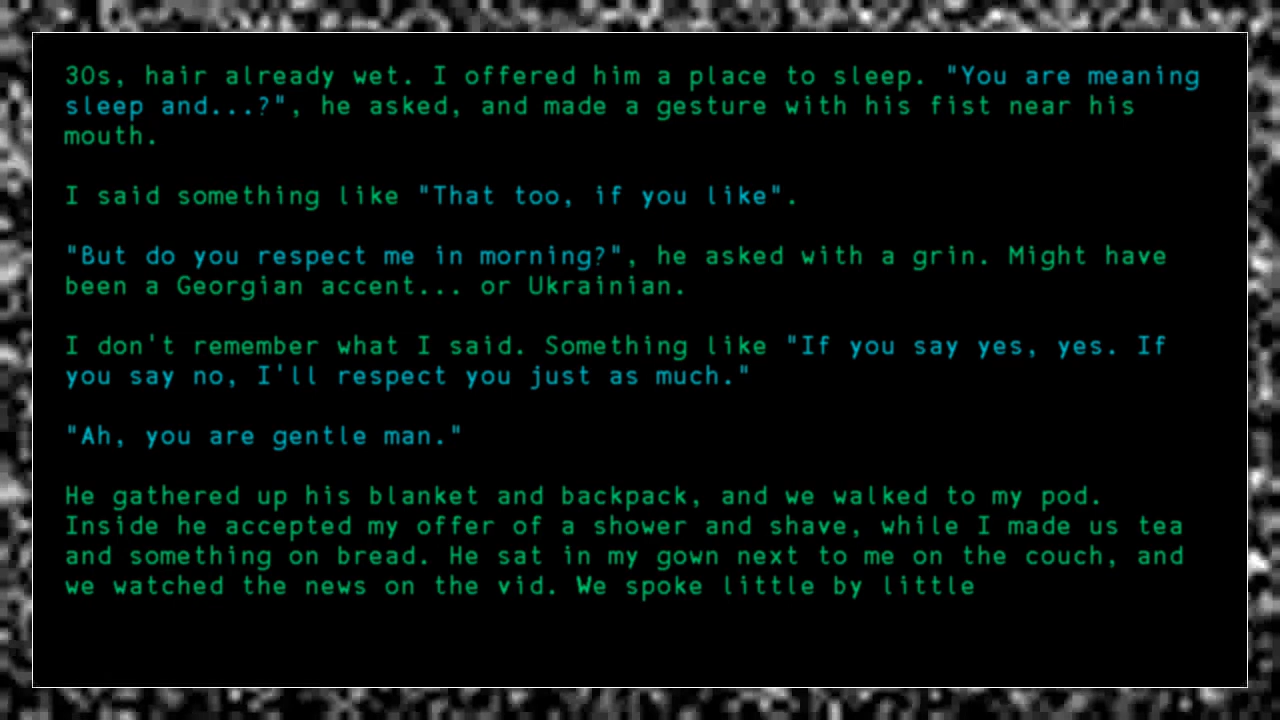 30s, hair already wet. I offered him a place to sleep. "You are meaning
sleep and...?", he asked, and made a gesture with his fist near his
mouth.
I said something like "That too, if you like".
"But do you respect me in morning?", he asked with a grin. Might have
been a Georgian accent... or Ukrainian.
I don't remember what I said. Something like "If you say yes, yes. If
you say no, I'll respect you just as much."
"Ah, you are gentle man."
He gathered up his blanket and backpack, and we walked to my pod.
Inside he accepted my offer of a shower and shave, while I made us tea
and something on bread. He sat in my gown next to me on the couch, and
we watched the news on the vid. We spoke little by little